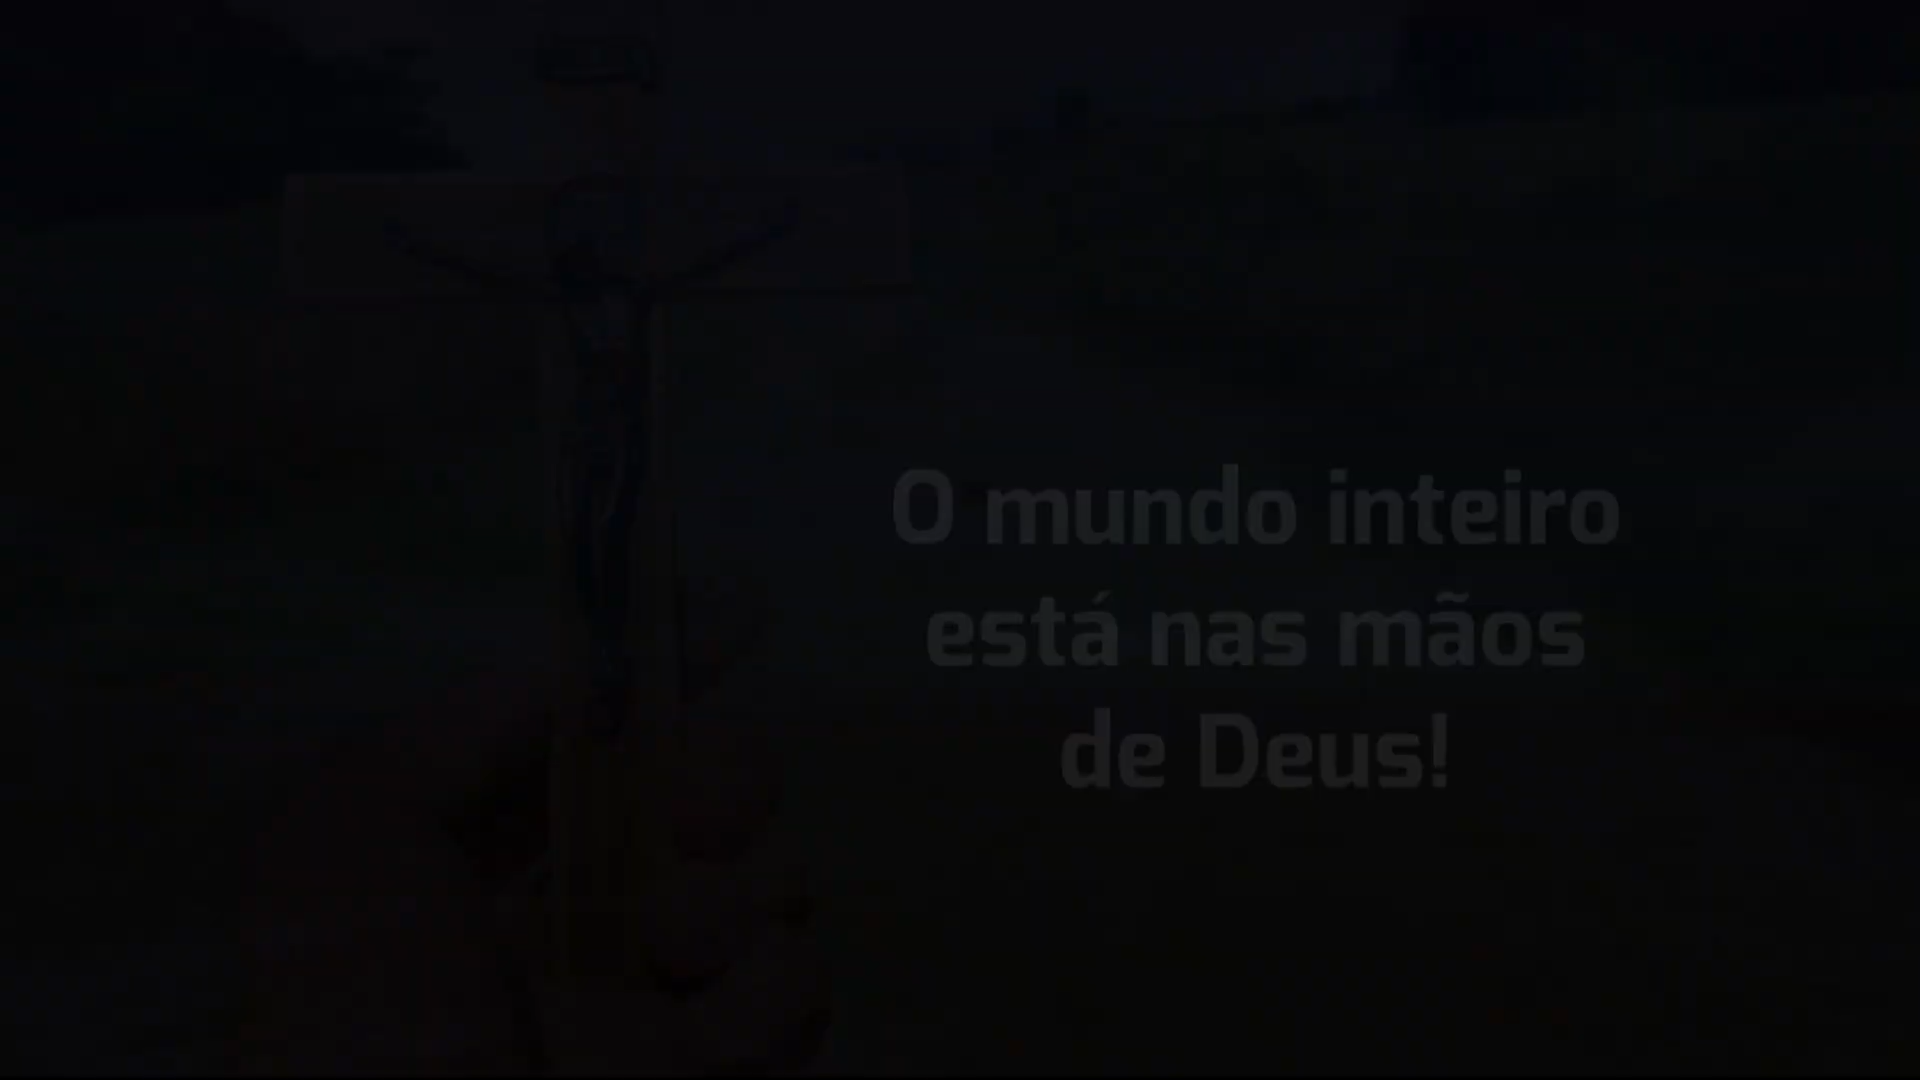 O mundo inteiro
está nas mãos
de Deus!